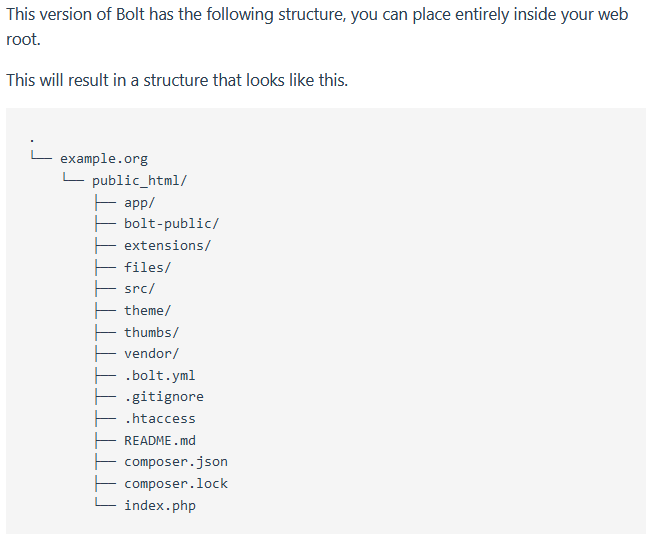 This version of Bolt has the following structure, you can place entirely inside your web
root.
This will result in a structure that looks like this.
.
└── example.org
    └── public_html/
        ├── app/
        ├── bolt-public/
        ├── extensions/
        ├── files/
        ├── src/
        ├── theme/
        ├── thumbs/
        ├── vendor/
        ├── .bolt.yml
        ├── .gitignore
        ├── .htaccess
        ├── README.md
        ├── composer.json
        ├── composer.lock
        └── index.php